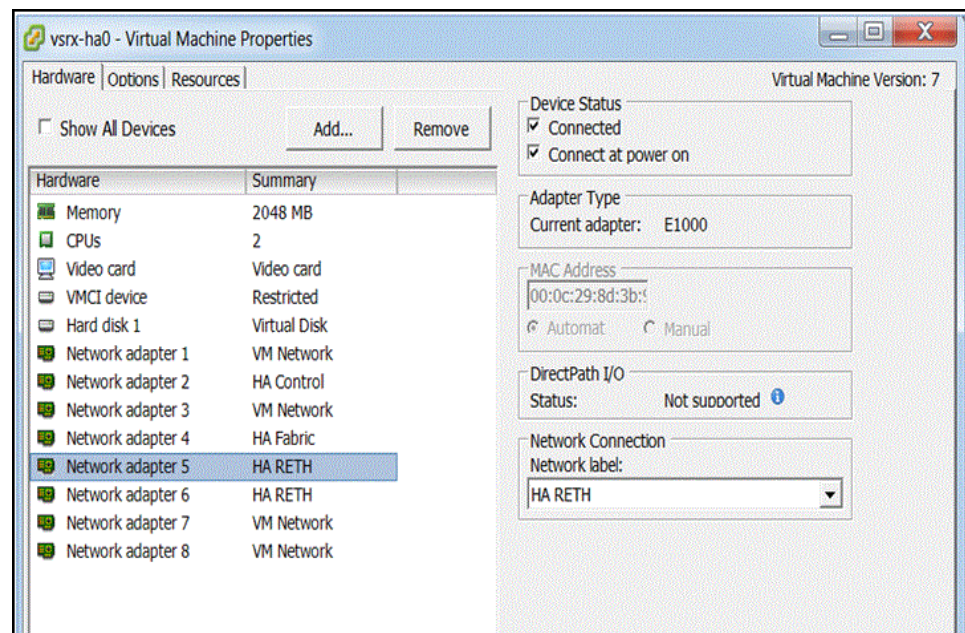 vsrx-ha0 - Virtual Machine Properties
Hardware Options Resources
Virtual Machine Version: 7
Show All Devices
Add...
Remove
Hardware Summary
Memory 2048 MB
CPUs 2
Video card Video card
VMCI device Restricted
Hard disk 1 Virtual Disk
Network adapter 1 VM Network
Network adapter 2 HA Control
Network adapter 3 VM Network
Network adapter 4 HA Fabric
Network adapter 5 HA RETH
Network adapter 6 HA RETH
Network adapter 7 VM Network
Network adapter 8 VM Network
Device Status
Connected
Connect at power on
Adapter Type
Current adapter: E1000
MAC Address
00:0c:29:8d:3b:
Automat Manual
DirectPath I/O
Status: Not supported
Network Connection
Network label:
HA RETH